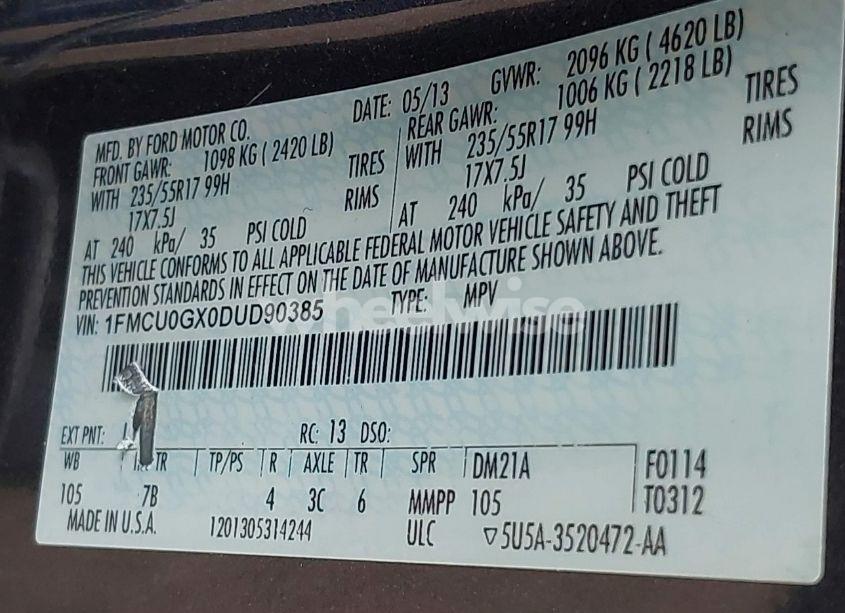 MFD. BY FORD MOTOR CO. DATE: 05/13 GVWR: 2096 KG ( 4620 LB)
FRONT GAWR: 1098 KG ( 2420 LB) REAR GAWR: 1006 KG ( 2218 LB)
WITH 235/55R17 99H TIRES WITH 235/55R17 99H TIRES
17X7.5J RIMS 17X7.5J RIMS
AT 240 kPa/ 35 PSI COLD AT 240 kPa/ 35 PSI COLD
THIS VEHICLE CONFORMS TO ALL APPLICABLE FEDERAL MOTOR VEHICLE SAFETY AND THEFT
PREVENTION STANDARDS IN EFFECT ON THE DATE OF MANUFACTURE SHOWN ABOVE.
VIN: 1FMCU0GX0DUD90385 TYPE: MPV
wheelwise
EXT PNT: RC: 13 DSO:
WB TR TP/PS R AXLE TR SPR DM21A F0114
105 7B 4 3C 6 MMPP 105 T0312
MADE IN U.S.A. 1201305314244 ULC ▽5U5A-3520472-AA